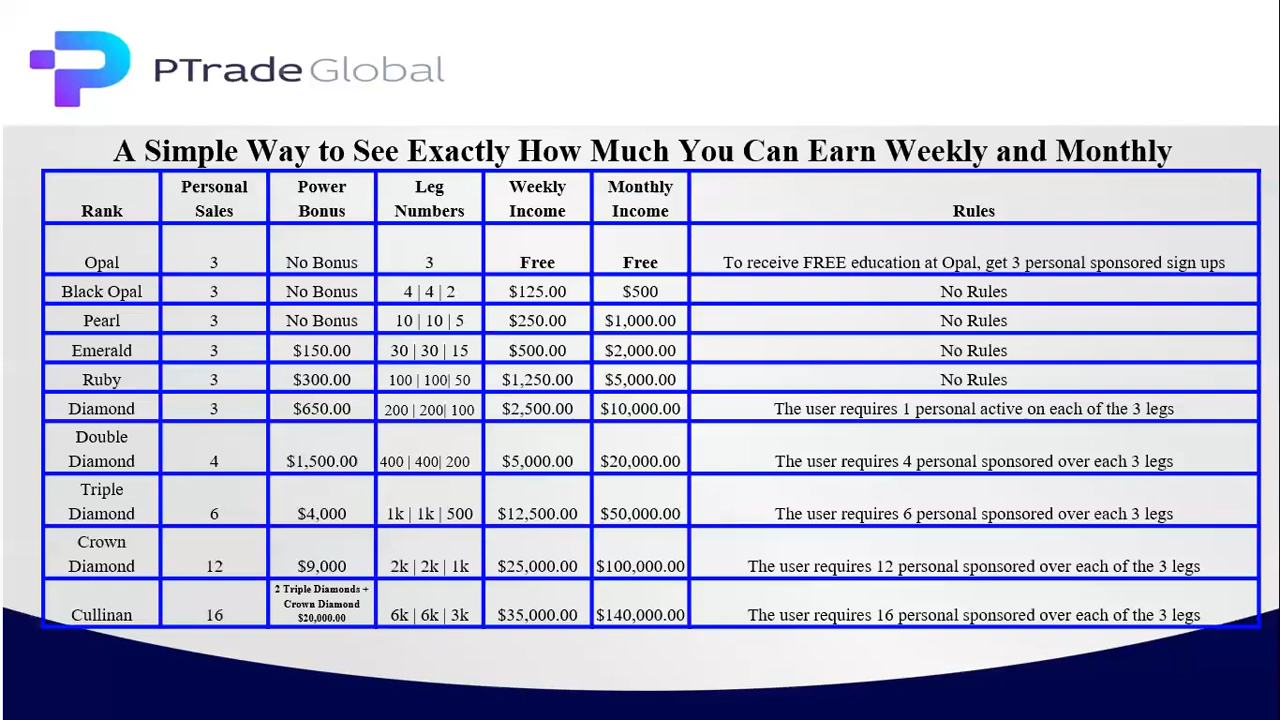 PTrade Global
A Simple Way to See Exactly How Much You Can Earn Weekly and Monthly
Rank Personal Sales Power Bonus Leg Numbers Weekly Income Monthly Income Rules
Opal 3 No Bonus 3 Free Free To receive FREE education at Opal, get 3 personal sponsored sign ups
Black Opal 3 No Bonus 4 | 4 | 2 $125.00 $500 No Rules
Pearl 3 No Bonus 10 | 10 | 5 $250.00 $1,000.00 No Rules
Emerald 3 $150.00 30 | 30 | 15 $500.00 $2,000.00 No Rules
Ruby 3 $300.00 100 | 100| 50 $1,250.00 $5,000.00 No Rules
Diamond 3 $650.00 200 | 200| 100 $2,500.00 $10,000.00 The user requires 1 personal active on each of the 3 legs
Double Diamond 4 $1,500.00 400 | 400| 200 $5,000.00 $20,000.00 The user requires 4 personal sponsored over each 3 legs
Triple Diamond 6 $4,000 1k | 1k | 500 $12,500.00 $50,000.00 The user requires 6 personal sponsored over each 3 legs
Crown Diamond 12 $9,000 2k | 2k | 1k $25,000.00 $100,000.00 The user requires 12 personal sponsored over each of the 3 legs
Cullinan 16 2 Triple Diamonds + Crown Diamond $20,000.00 6k | 6k | 3k $35,000.00 $140,000.00 The user requires 16 personal sponsored over each of the 3 legs